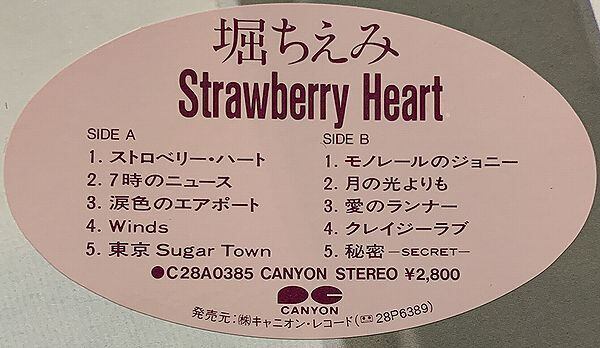 堀ちえみ
Strawberry Heart
SIDE A
1. ストロベリー・ハート
2. 7時のニュース
3. 涙色のエアポート
4. Winds
5. 東京 Sugar Town
SIDE B
1. モノレールのジョニー
2. 月の光よりも
3. 愛のランナー
4. クレイジーラブ
5. 秘密 —SECRET—
●C28A0385 CANYON STEREO ¥2,800
CANYON
発売元:㈱キャニオン・レコード(📼28P6389)